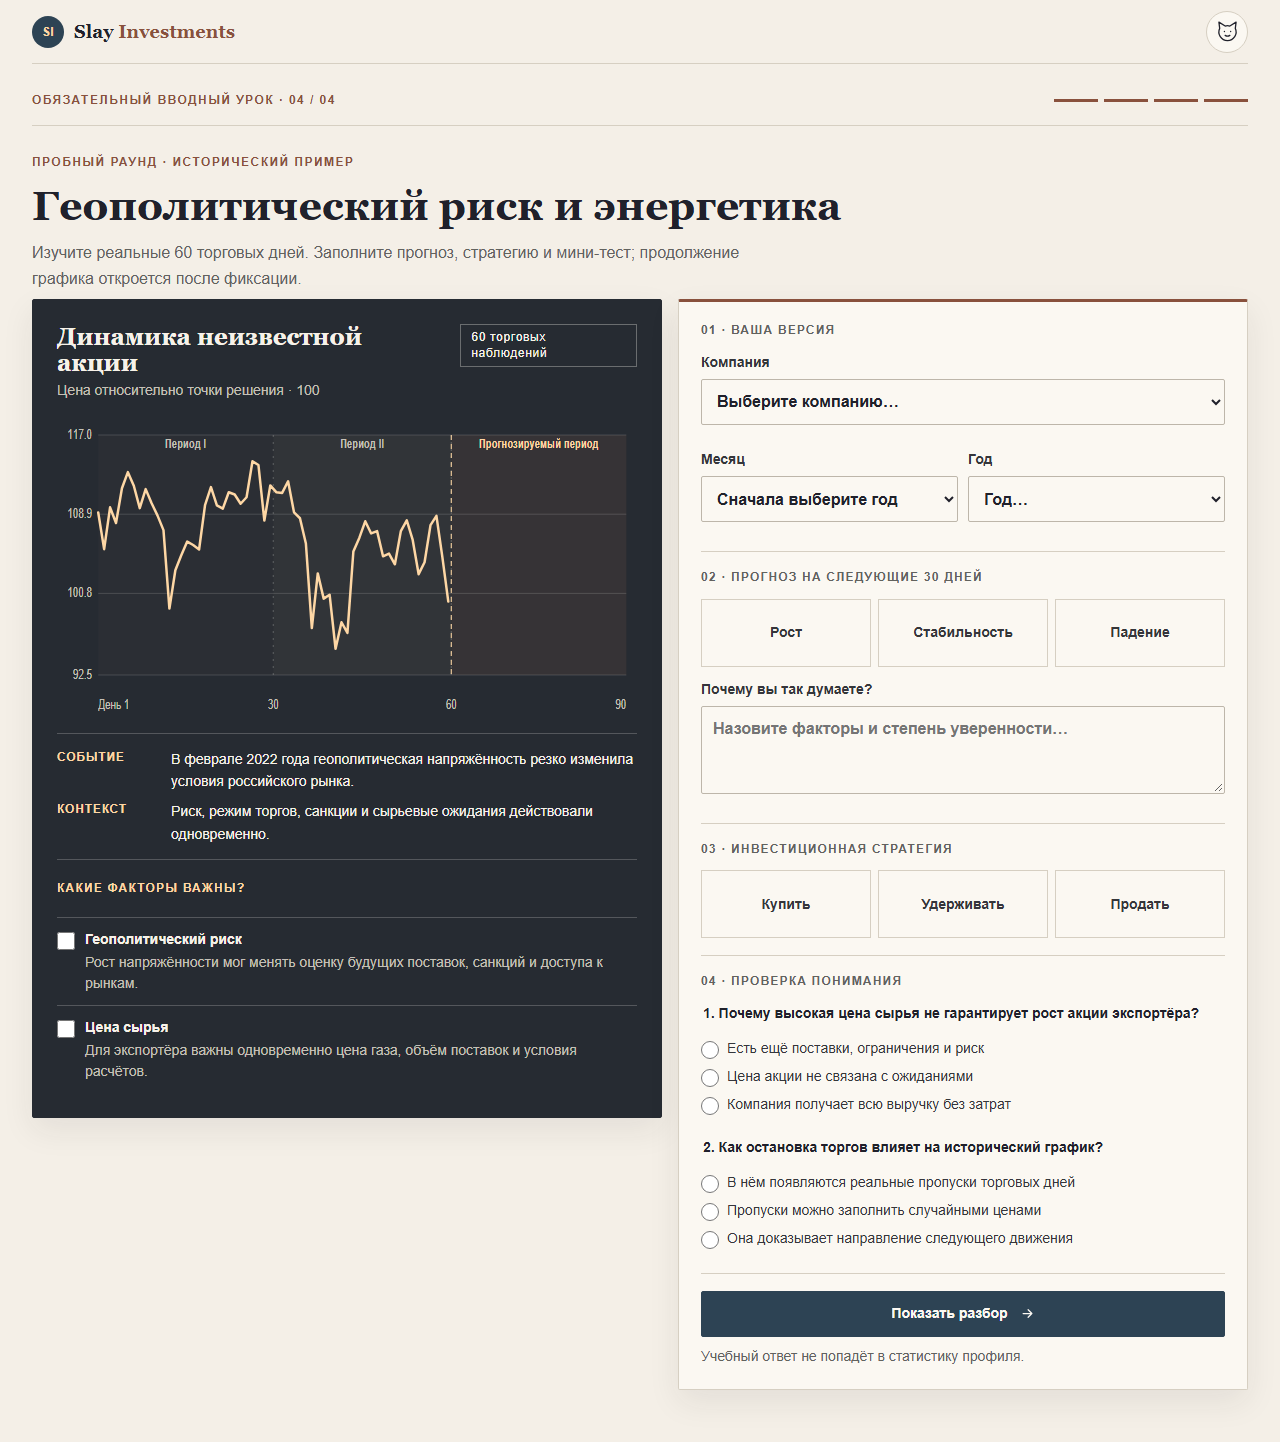 SI
Slay Investments
ОБЯЗАТЕЛЬНЫЙ ВВОДНЫЙ УРОК · 04 / 04
ПРОБНЫЙ РАУНД · ИСТОРИЧЕСКИЙ ПРИМЕР
Геополитический риск и энергетика
Изучите реальные 60 торговых дней. Заполните прогноз, стратегию и мини-тест; продолжение
графика откроется после фиксации.
Динамика неизвестной
акции
60 торговых
наблюдений
Цена относительно точки решения · 100
117.0
108.9
100.8
92.5
Период I
Период II
Прогнозируемый период
День 1
30
60
90
СОБЫТИЕ
В феврале 2022 года геополитическая напряжённость резко изменила
условия российского рынка.
КОНТЕКСТ
Риск, режим торгов, санкции и сырьевые ожидания действовали
одновременно.
КАКИЕ ФАКТОРЫ ВАЖНЫ?
Геополитический риск
Рост напряжённости мог менять оценку будущих поставок, санкций и доступа к
рынкам.
Цена сырья
Для экспортёра важны одновременно цена газа, объём поставок и условия
расчётов.
01 · ВАША ВЕРСИЯ
Компания
Выберите компанию…
Месяц
Год
Сначала выберите год
Год…
02 · ПРОГНОЗ НА СЛЕДУЮЩИЕ 30 ДНЕЙ
Рост
Стабильность
Падение
Почему вы так думаете?
Назовите факторы и степень уверенности…
03 · ИНВЕСТИЦИОННАЯ СТРАТЕГИЯ
Купить
Удерживать
Продать
04 · ПРОВЕРКА ПОНИМАНИЯ
1. Почему высокая цена сырья не гарантирует рост акции экспортёра?
Есть ещё поставки, ограничения и риск
Цена акции не связана с ожиданиями
Компания получает всю выручку без затрат
2. Как остановка торгов влияет на исторический график?
В нём появляются реальные пропуски торговых дней
Пропуски можно заполнить случайными ценами
Она доказывает направление следующего движения
Показать разбор →
Учебный ответ не попадёт в статистику профиля.